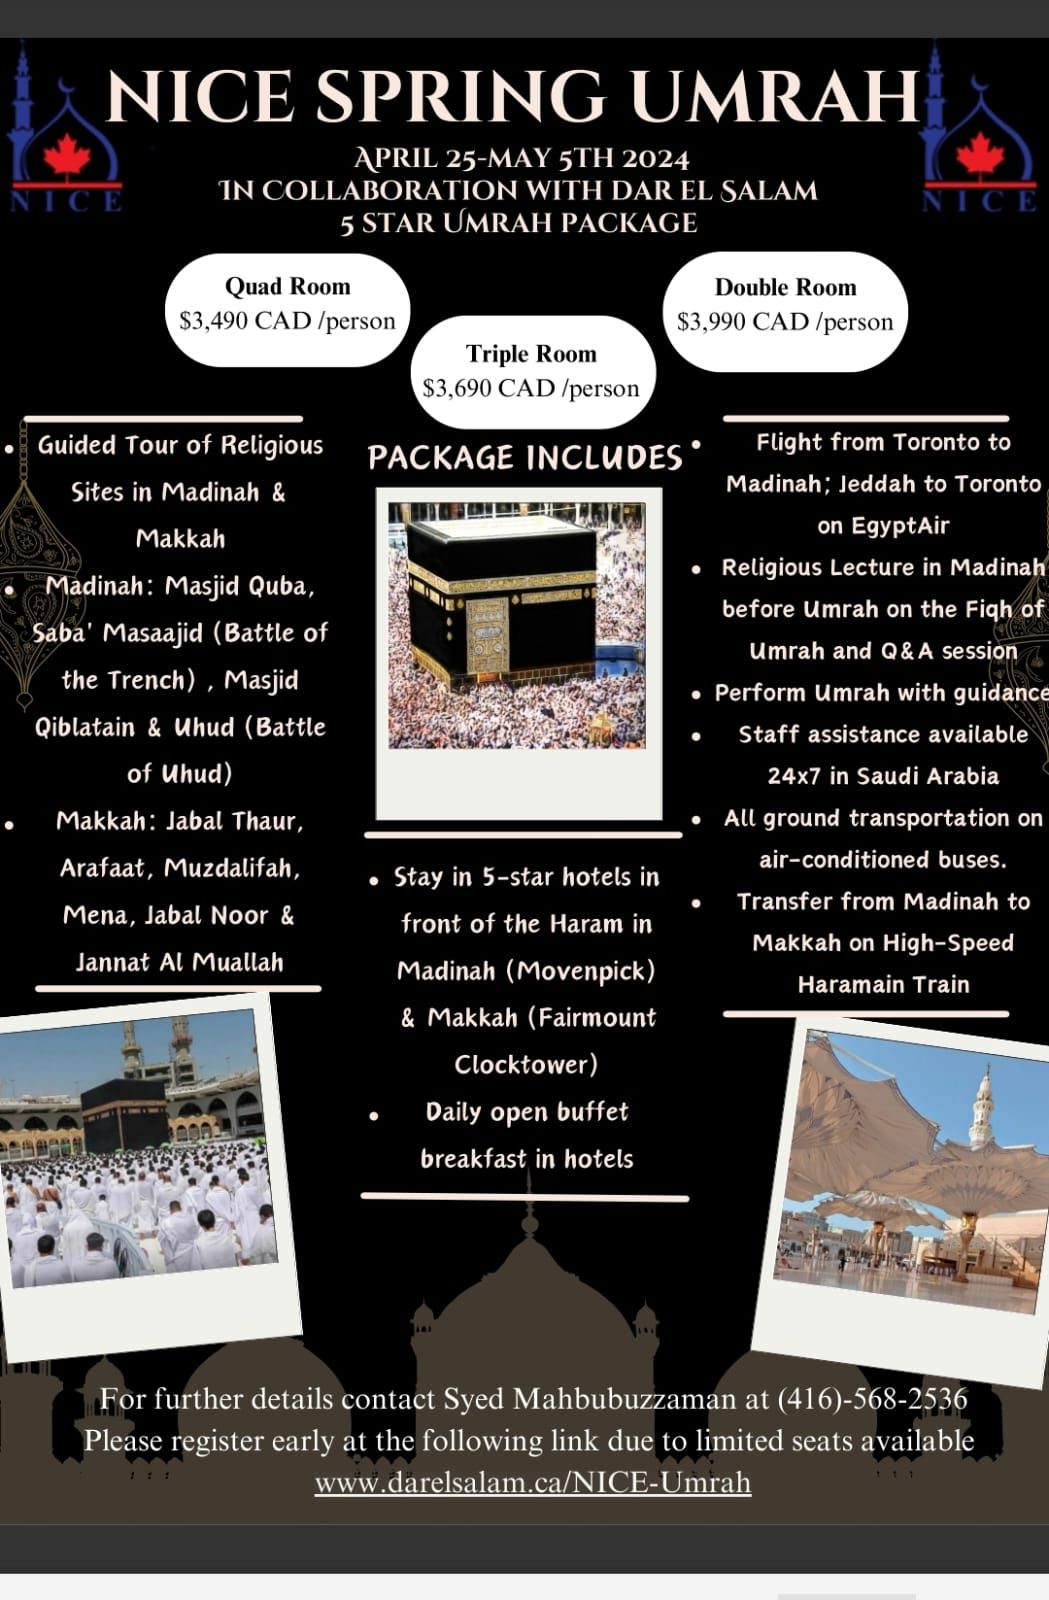 NICE SPRING UMRAH
APRIL 25-MAY 5TH 2024
IN COLLABORATION WITH DAR EL SALAM
5 STAR UMRAH PACKAGE
NICE
NICE
Quad Room
$3,490 CAD /person
Triple Room
$3,690 CAD /person
Double Room
$3,990 CAD /person
• Guided Tour of Religious
Sites in Madinah &
Makkah
• Madinah: Masjid Quba,
Saba' Masaajid (Battle of
the Trench) , Masjid
Qiblatain & Uhud (Battle
of Uhud)
• Makkah: Jabal Thaur,
Arafaat, Muzdalifah,
Mena, Jabal Noor &
Jannat Al Muallah
PACKAGE INCLUDES
• Stay in 5-star hotels in
front of the Haram in
Madinah (Movenpick)
& Makkah (Fairmount
Clocktower)
• Daily open buffet
breakfast in hotels
• Flight from Toronto to
Madinah; Jeddah to Toronto
on EgyptAir
• Religious Lecture in Madinah
before Umrah on the Fiqh of
Umrah and Q&A session
• Perform Umrah with guidance
• Staff assistance available
24x7 in Saudi Arabia
• All ground transportation on
air-conditioned buses.
• Transfer from Madinah to
Makkah on High-Speed
Haramain Train
For further details contact Syed Mahbubuzzaman at (416)-568-2536
Please register early at the following link due to limited seats available
www.darelsalam.ca/NICE-Umrah